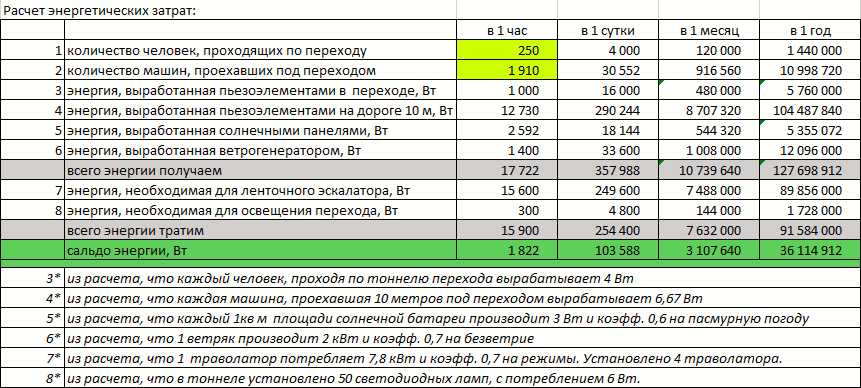 Расчет энергетических затрат:
в 1 час в 1 сутки в 1 месяц в 1 год
1 количество человек, проходящих по переходу 250 4 000 120 000 1 440 000
2 количество машин, проехавших под переходом 1 910 30 552 916 560 10 998 720
3 энергия, выработанная пьезоэлементами в переходе, Вт 1 000 16 000 480 000 5 760 000
4 энергия, выработанная пьезоэлементами на дороге 10 м, Вт 12 730 290 244 8 707 320 104 487 840
5 энергия, выработанная солнечными панелями, Вт 2 592 18 144 544 320 5 355 072
6 энергия, выработанная ветрогенератором, Вт 1 400 33 600 1 008 000 12 096 000
всего энергии получаем 17 722 357 988 10 739 640 127 698 912
7 энергия, необходимая для ленточного эскалатора, Вт 15 600 249 600 7 488 000 89 856 000
8 энергия, необходимая для освещения перехода, Вт 300 4 800 144 000 1 728 000
всего энергии тратим 15 900 254 400 7 632 000 91 584 000
сальдо энергии, Вт 1 822 103 588 3 107 640 36 114 912
3* из расчета, что каждый человек, проходя по тоннелю перехода вырабатывает 4 Вт
4* из расчета, что каждая машина, проехавшая 10 метров под переходом вырабатывает 6,67 Вт
5* из расчета, что каждый 1кв м площади солнечной батареи производит 3 Вт и коэфф. 0,6 на пасмурную погоду
6* из расчета, что 1 ветряк производит 2 кВт и коэфф. 0,7 на безветрие
7* из расчета, что 1 траволатор потребляет 7,8 кВт и коэфф. 0,7 на режимы. Установлено 4 траволатора.
8* из расчета, что в тоннеле установлено 50 светодиодных ламп, с потреблением 6 Вт.